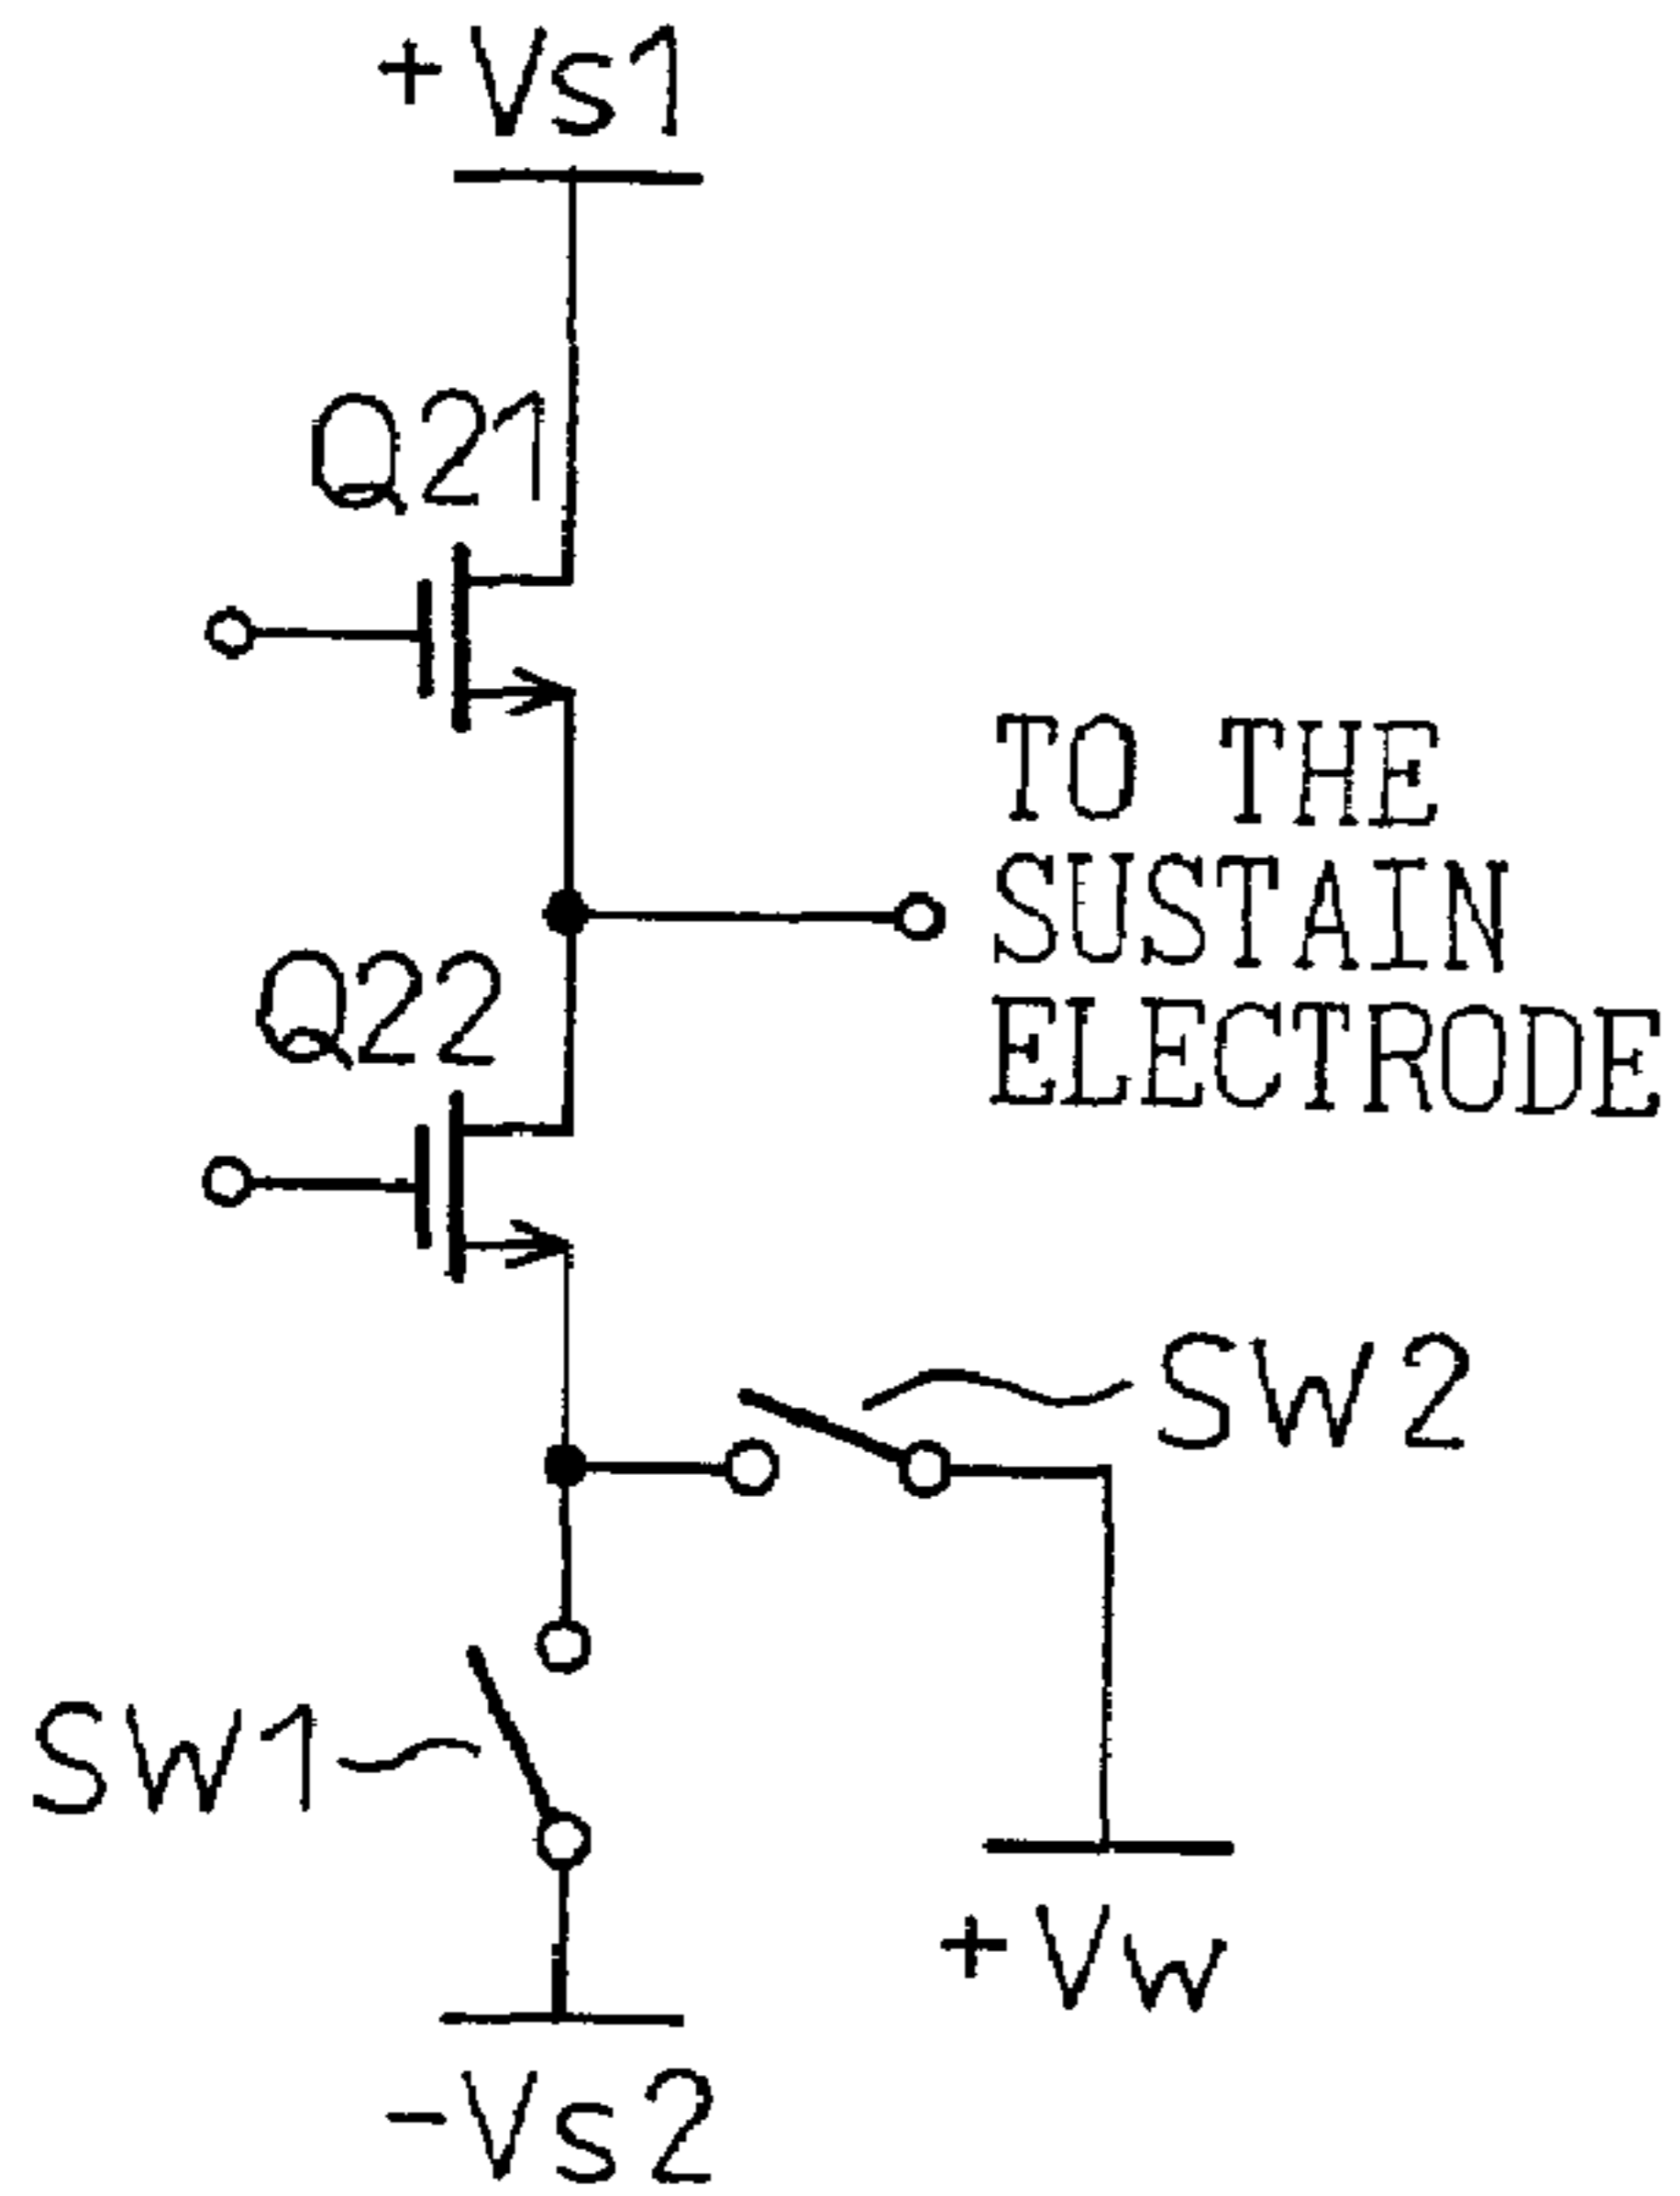 +Vs1
Q21
TO THE
SUSTAIN
ELECTRODE
Q22
SW2
SW1
+Vw
-Vs2